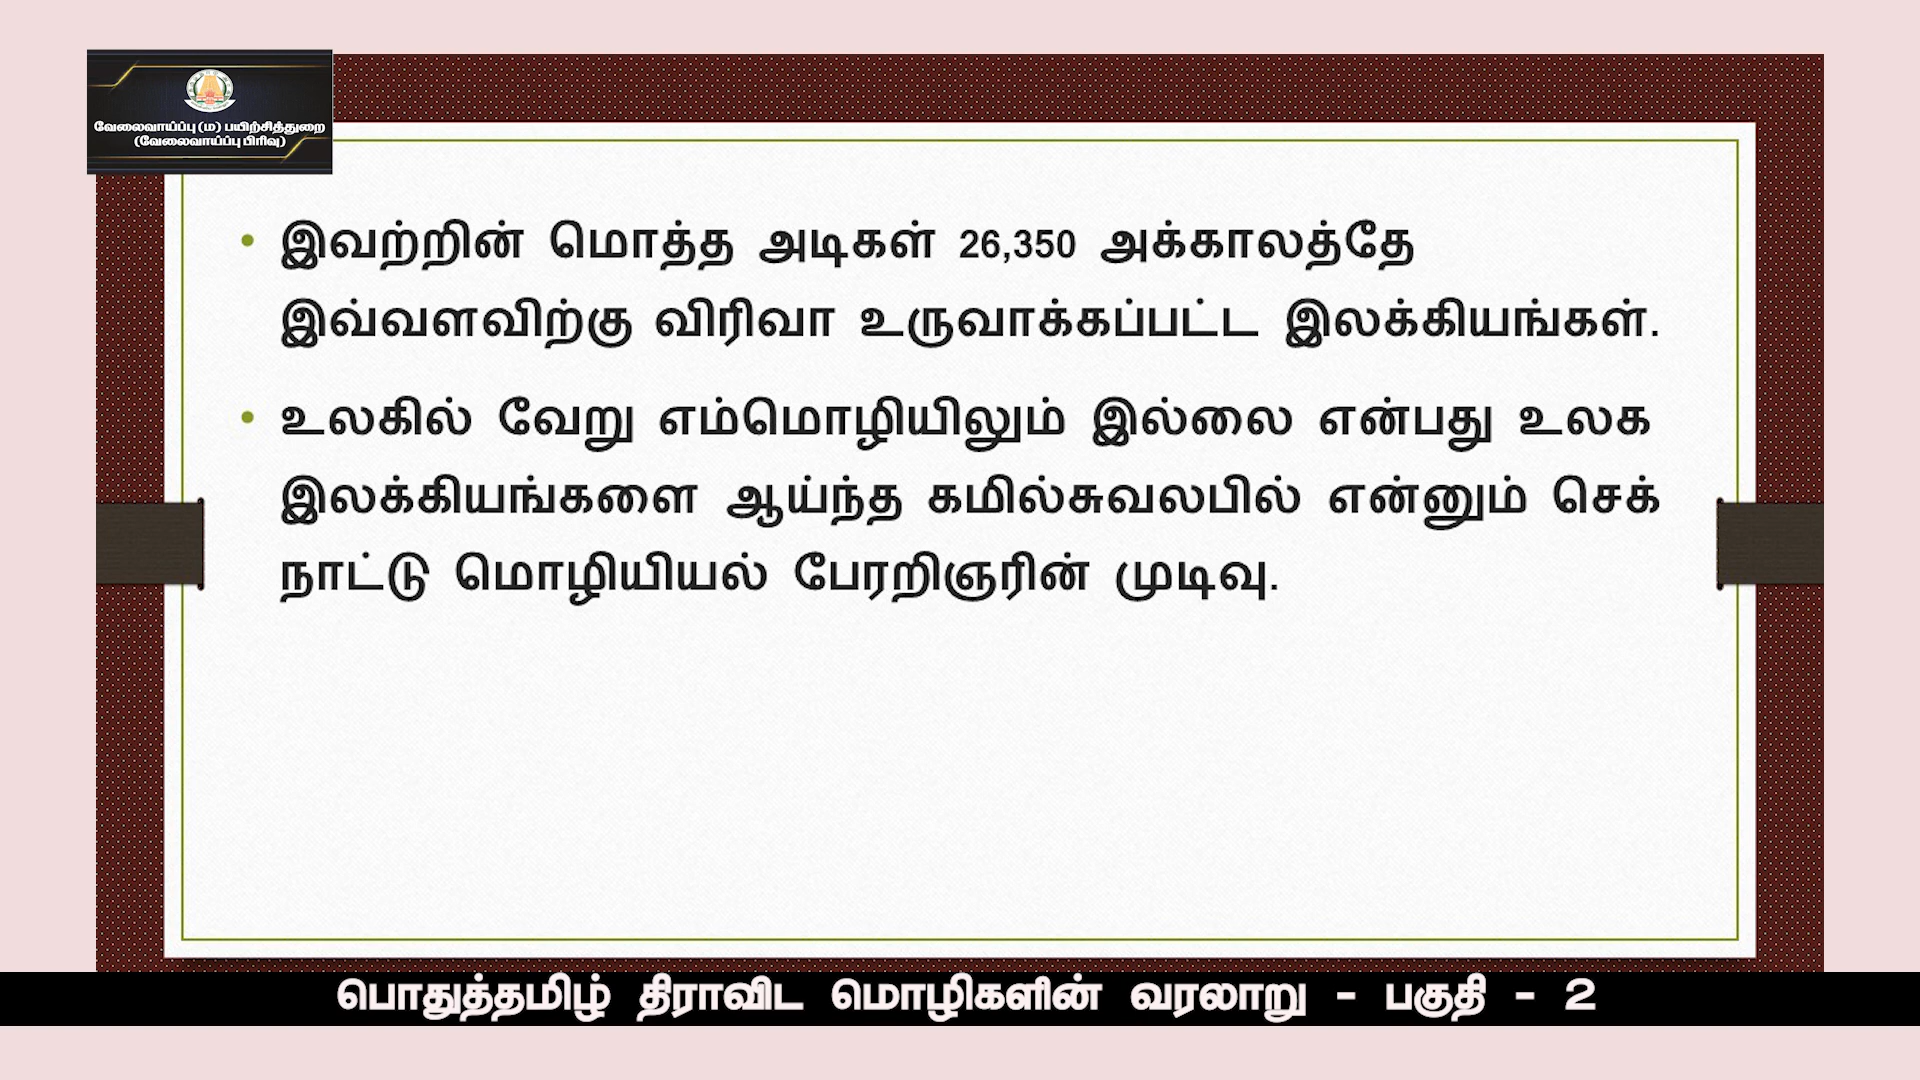 வேலைவாய்ப்பு (ம) பயிற்சித்துறை
(வேலைவாய்ப்பு பிரிவு)
• இவற்றின் மொத்த அடிகள் 26,350 அக்காலத்தே
இவ்வளவிற்கு விரிவா உருவாக்கப்பட்ட இலக்கியங்கள்.
• உலகில் வேறு எம்மொழியிலும் இல்லை என்பது உலக
இலக்கியங்களை ஆய்ந்த கமில்சுவலபில் என்னும் செக்
நாட்டு மொழியியல் பேரறிஞரின் முடிவு.
பொதுத்தமிழ் திராவிட மொழிகளின் வரலாறு - பகுதி - 2